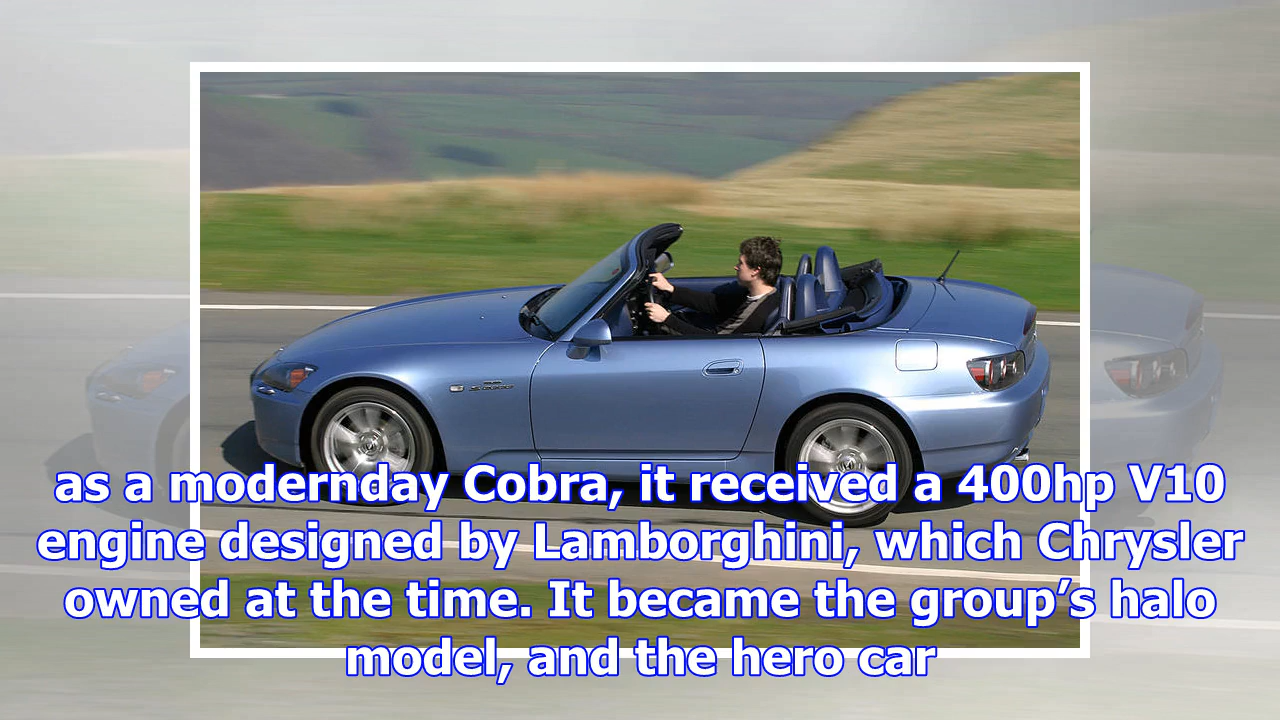 as a modernday Cobra, it received a 400hp V10
engine designed by Lamborghini, which Chrysler
owned at the time. It became the group’s halo
model, and the hero car